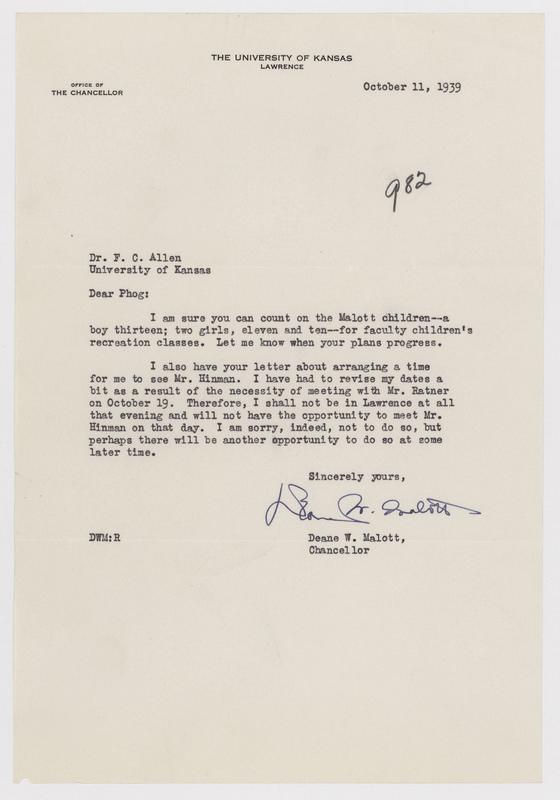 THE UNIVERSITY OF KANSAS
LAWRENCE
OFFICE OF
THE CHANCELLOR
October 11, 1939
982
Dr. F. C. Allen
University of Kansas
Dear Phog:
I am sure you can count on the Malott children--a
boy thirteen; two girls, eleven and ten--for faculty children's
recreation classes. Let me know when your plans progress.
I also have your letter about arranging a time
for me to see Mr. Hinman. I have had to revise my dates a
bit as a result of the necessity of meeting with Mr. Ratner
on October 19. Therefore, I shall not be in Lawrence at all
that evening and will not have the opportunity to meet Mr.
Hinman on that day. I am sorry, indeed, not to do so, but
perhaps there will be another opportunity to do so at some
later time.
Sincerely yours,
Deane W. Malott
DWM:R
Deane W. Malott,
Chancellor